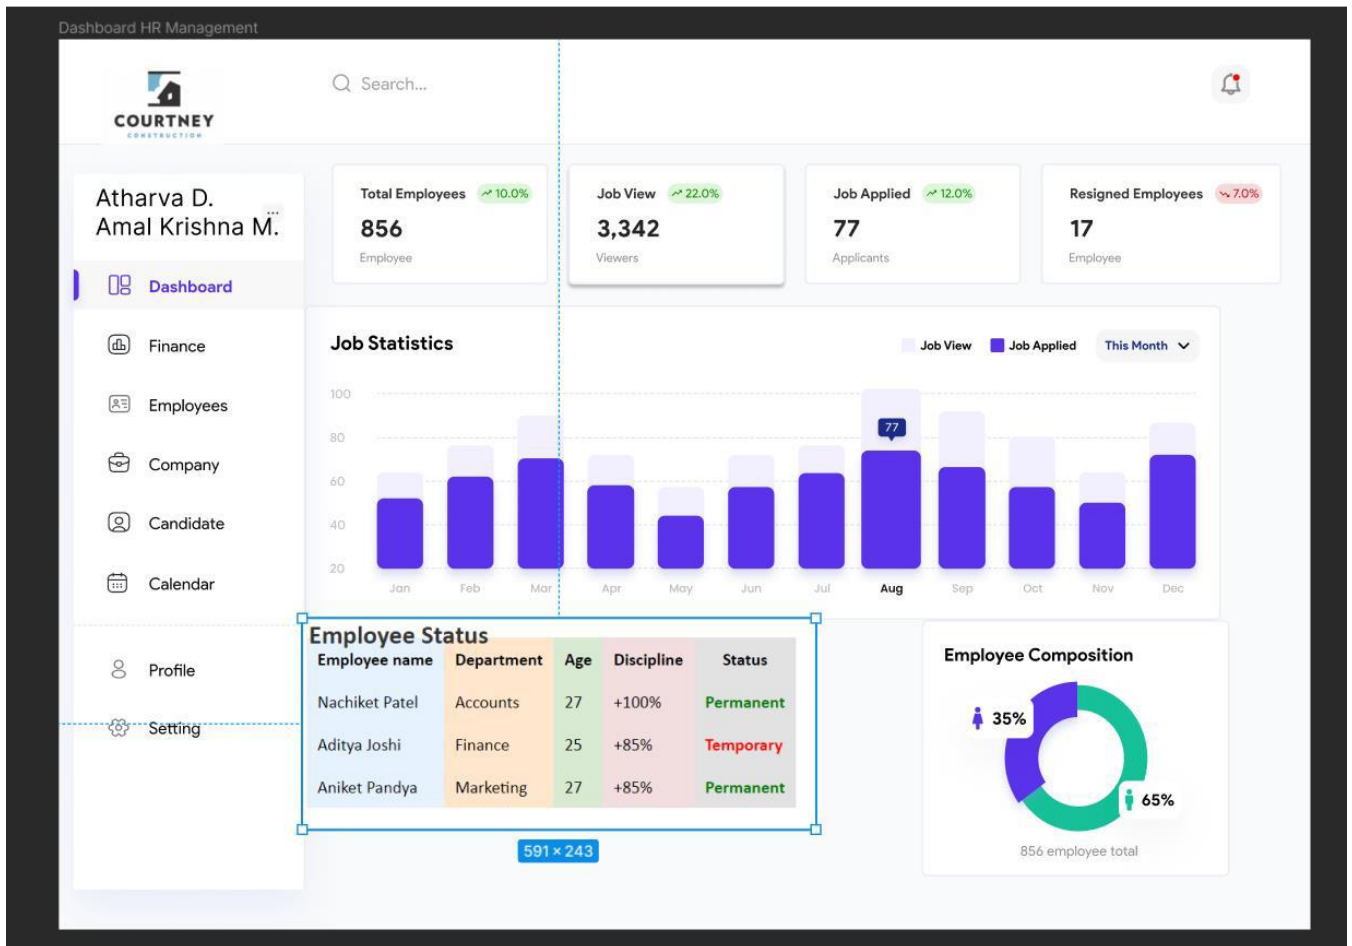 Dashboard HR Management
COURTNEY
CONSTRUCTION
Search...
Atharva D.
Amal Krishna M.
...
Dashboard
Finance
Employees
Company
Candidate
Calendar
Profile
Setting
Total Employees 10.0%
856
Employee
Job View 22.0%
3,342
Viewers
Job Applied 12.0%
77
Applicants
Resigned Employees 7.0%
17
Employee
Job Statistics
Job View Job Applied This Month
100
80
60
40
20
77
Jan Feb Mar Apr May Jun Jul Aug Sep Oct Nov Dec
Employee Status
Employee name Department Age Discipline Status
Nachiket Patel Accounts 27 +100% Permanent
Aditya Joshi Finance 25 +85% Temporary
Aniket Pandya Marketing 27 +85% Permanent
591 × 243
Employee Composition
35%
65%
856 employee total